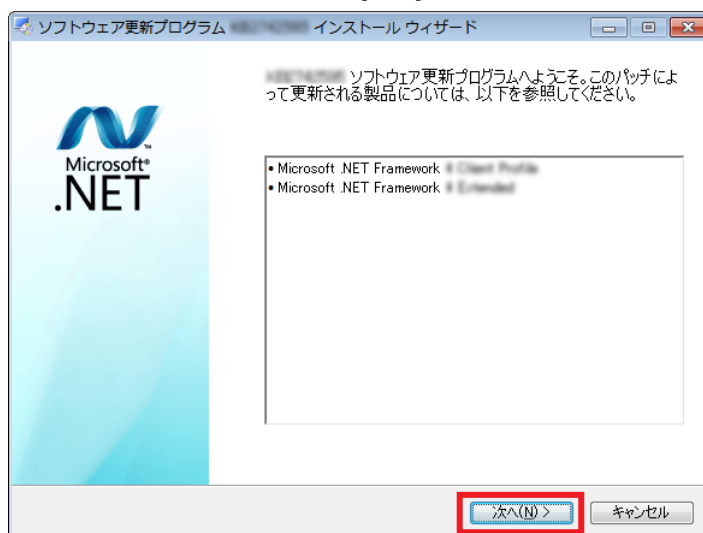 ソフトウェア更新プログラム インストール ウィザード
ソフトウェア更新プログラムへようこそ。このパッチによ
って更新される製品については、以下を参照してください。
Microsoft®
.NET
• Microsoft .NET Framework
• Microsoft .NET Framework
次へ(N) >
キャンセル